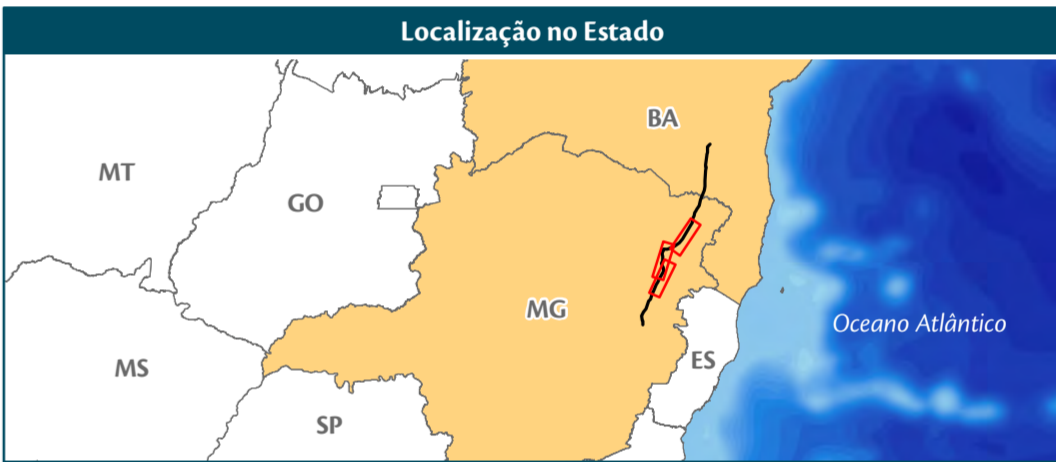 Localização no Estado
BA
MT
GO
MG
Oceano Atlântico
MS
ES
SP